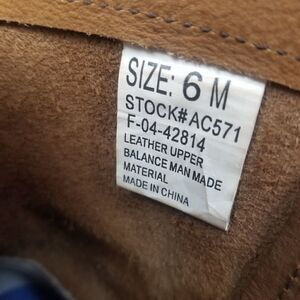 SIZE: 6 M
STOCK#AC571
F-04-42814
LEATHER UPPER
BALANCE MAN MADE
MATERIAL
MADE IN CHINA